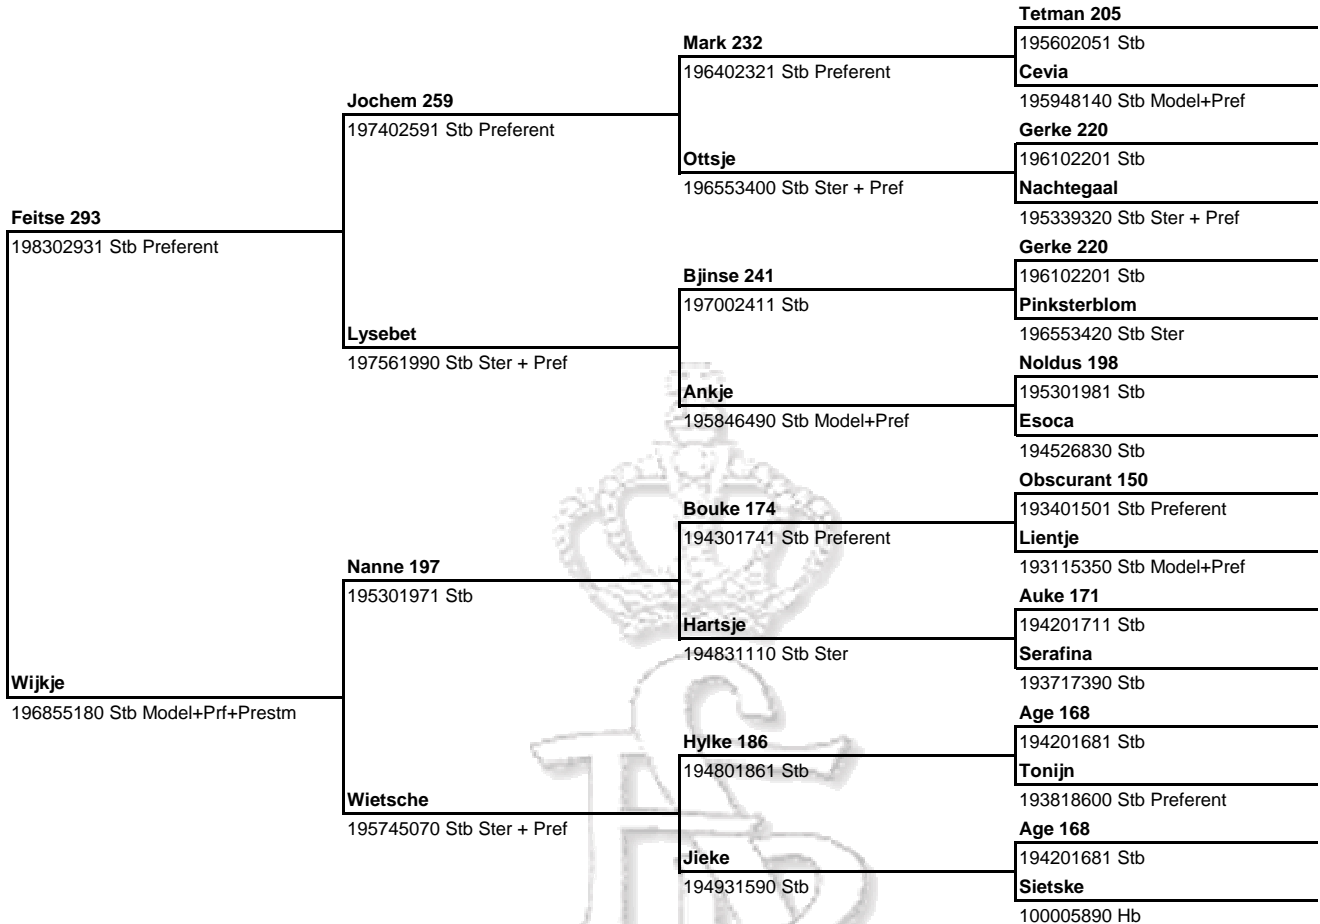 Feitse 293
198302931 Stb Preferent
Wijkje
196855180 Stb Model+Prf+Prestm
Jochem 259
197402591 Stb Preferent
Lysebet
197561990 Stb Ster + Pref
Nanne 197
195301971 Stb
Wietsche
195745070 Stb Ster + Pref
Mark 232
196402321 Stb Preferent
Ottsje
196553400 Stb Ster + Pref
Bjinse 241
197002411 Stb
Ankje
195846490 Stb Model+Pref
Bouke 174
194301741 Stb Preferent
Hartsje
194831110 Stb Ster
Hylke 186
194801861 Stb
Jieke
194931590 Stb
Tetman 205
195602051 Stb
Cevia
195948140 Stb Model+Pref
Gerke 220
196102201 Stb
Nachtegaal
195339320 Stb Ster + Pref
Gerke 220
196102201 Stb
Pinksterblom
196553420 Stb Ster
Noldus 198
195301981 Stb
Esoca
194526830 Stb
Obscurant 150
193401501 Stb Preferent
Lientje
193115350 Stb Model+Pref
Auke 171
194201711 Stb
Serafina
193717390 Stb
Age 168
194201681 Stb
Tonijn
193818600 Stb Preferent
Age 168
194201681 Stb
Sietske
100005890 Hb